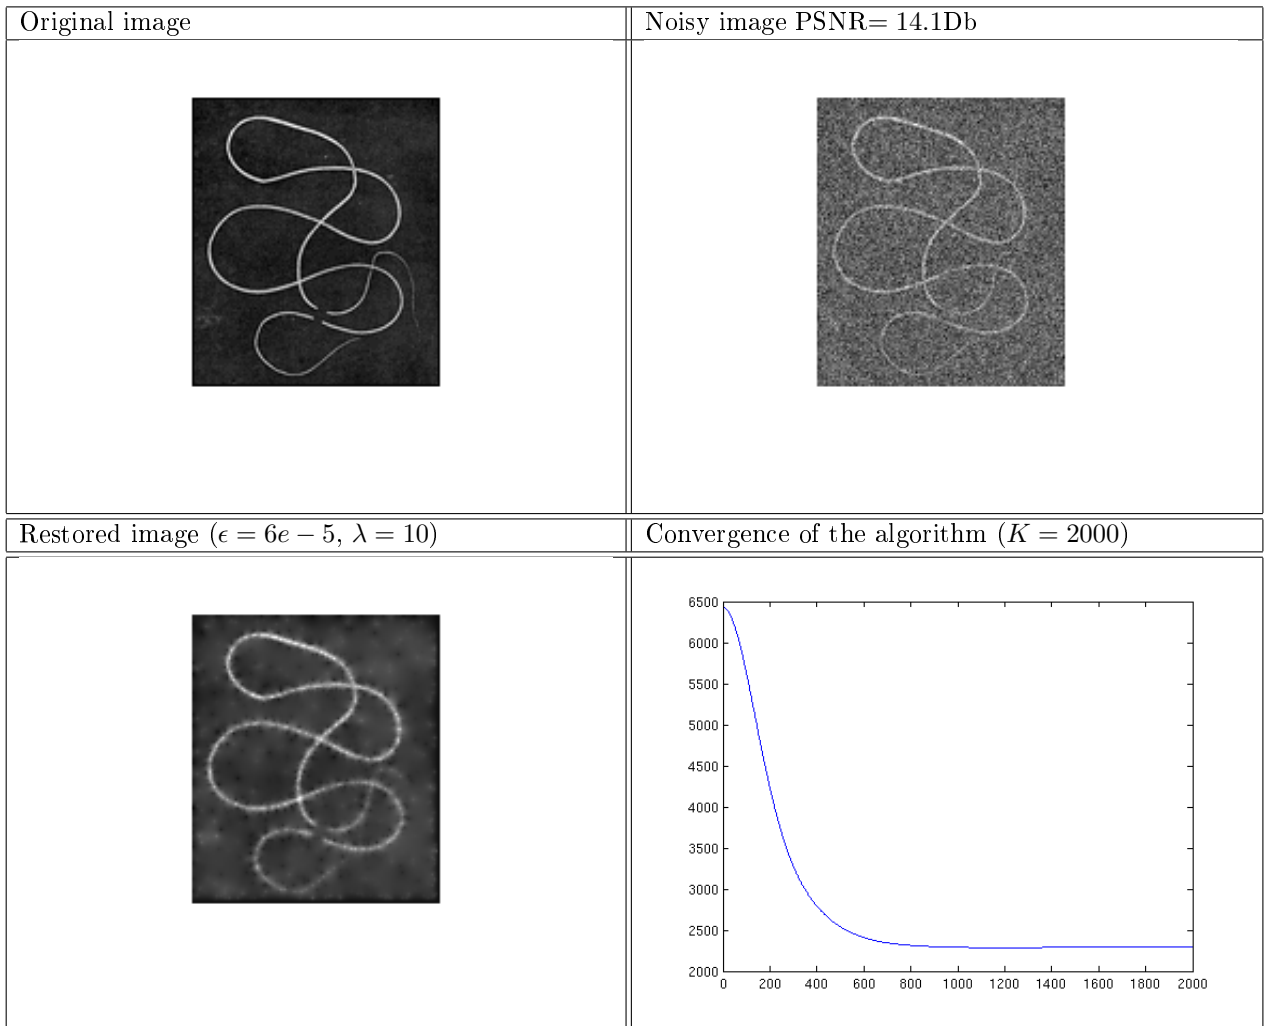 Original image
Noisy image PSNR= 14.1Db
Restored image (ϵ = 6e − 5, λ = 10)
Convergence of the algorithm (K = 2000)
6500
6000
5500
5000
4500
4000
3500
3000
2500
2000
0 200 400 600 800 1000 1200 1400 1600 1800 2000